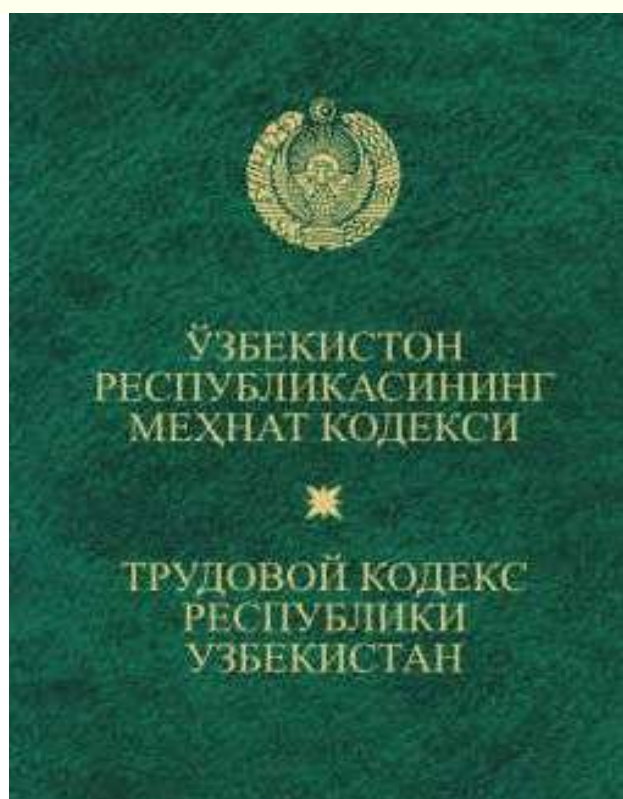 ЎЗБЕКИСТОН
РЕСПУБЛИКАСИНИНГ
МЕҲНАТ КОДЕКСИ
ТРУДОВОЙ КОДЕКС
РЕСПУБЛИКИ
УЗБЕКИСТАН